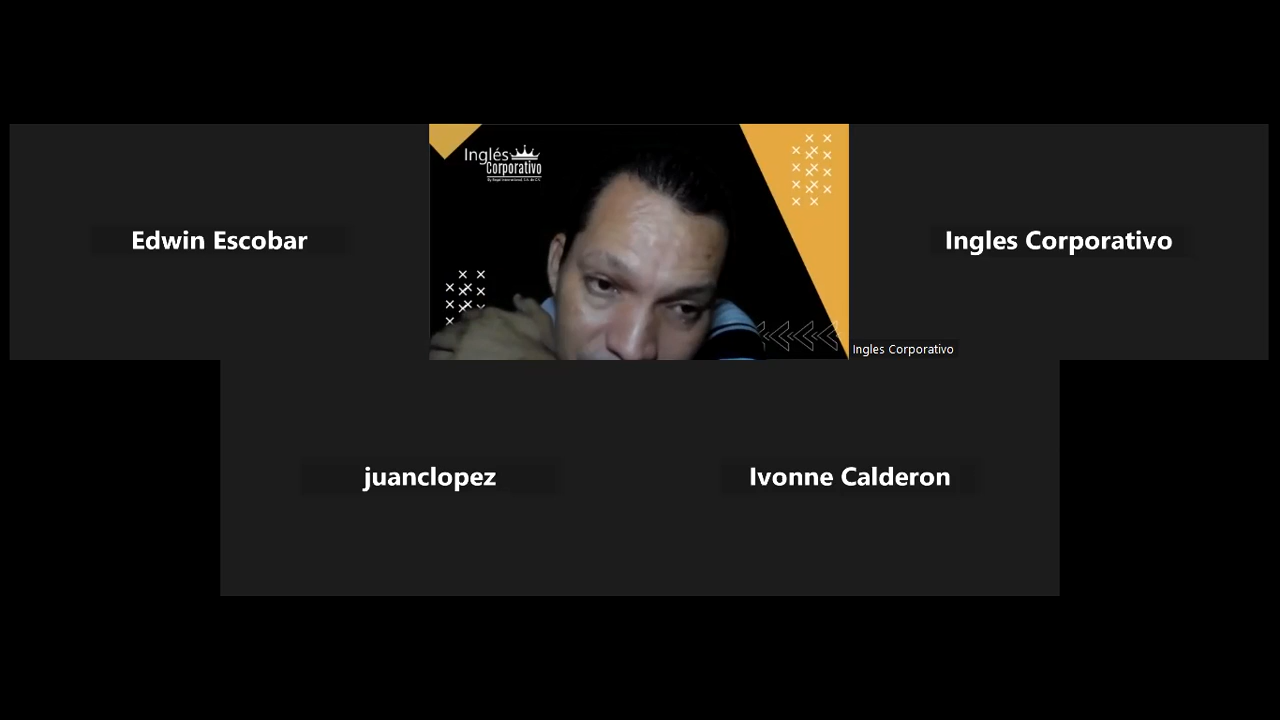 Inglés
Corporativo
Edwin Escobar
Ingles Corporativo
Ingles Corporativo
juanclopez
Ivonne Calderon